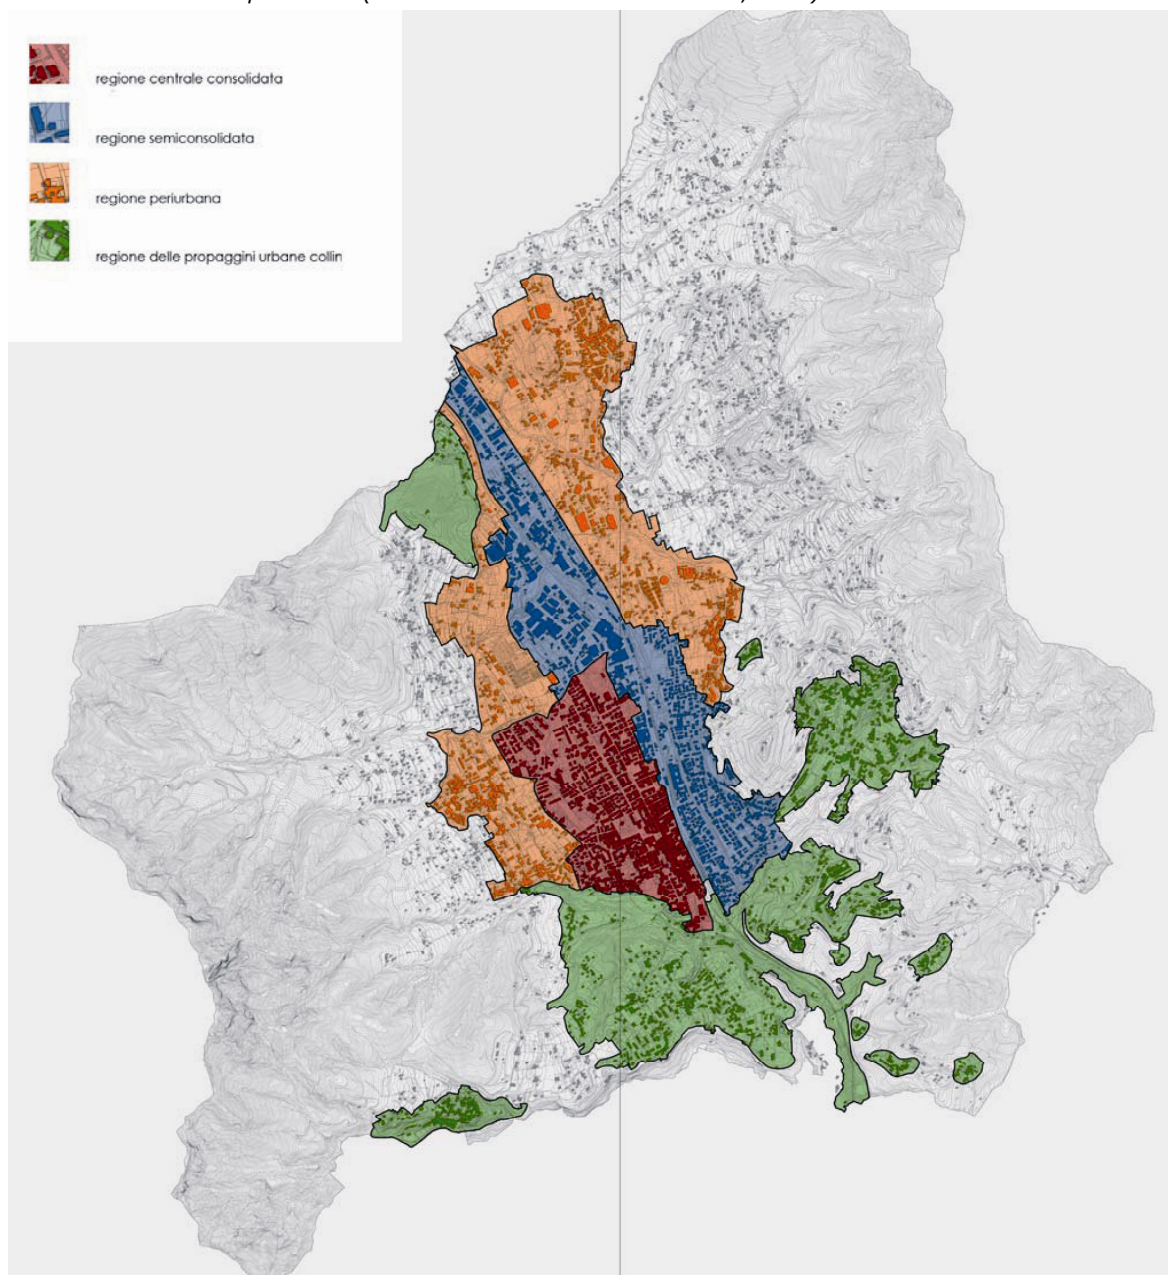 regione centrale consolidata
regione semiconsolidata
regione periurbana
regione delle propaggini urbane collin